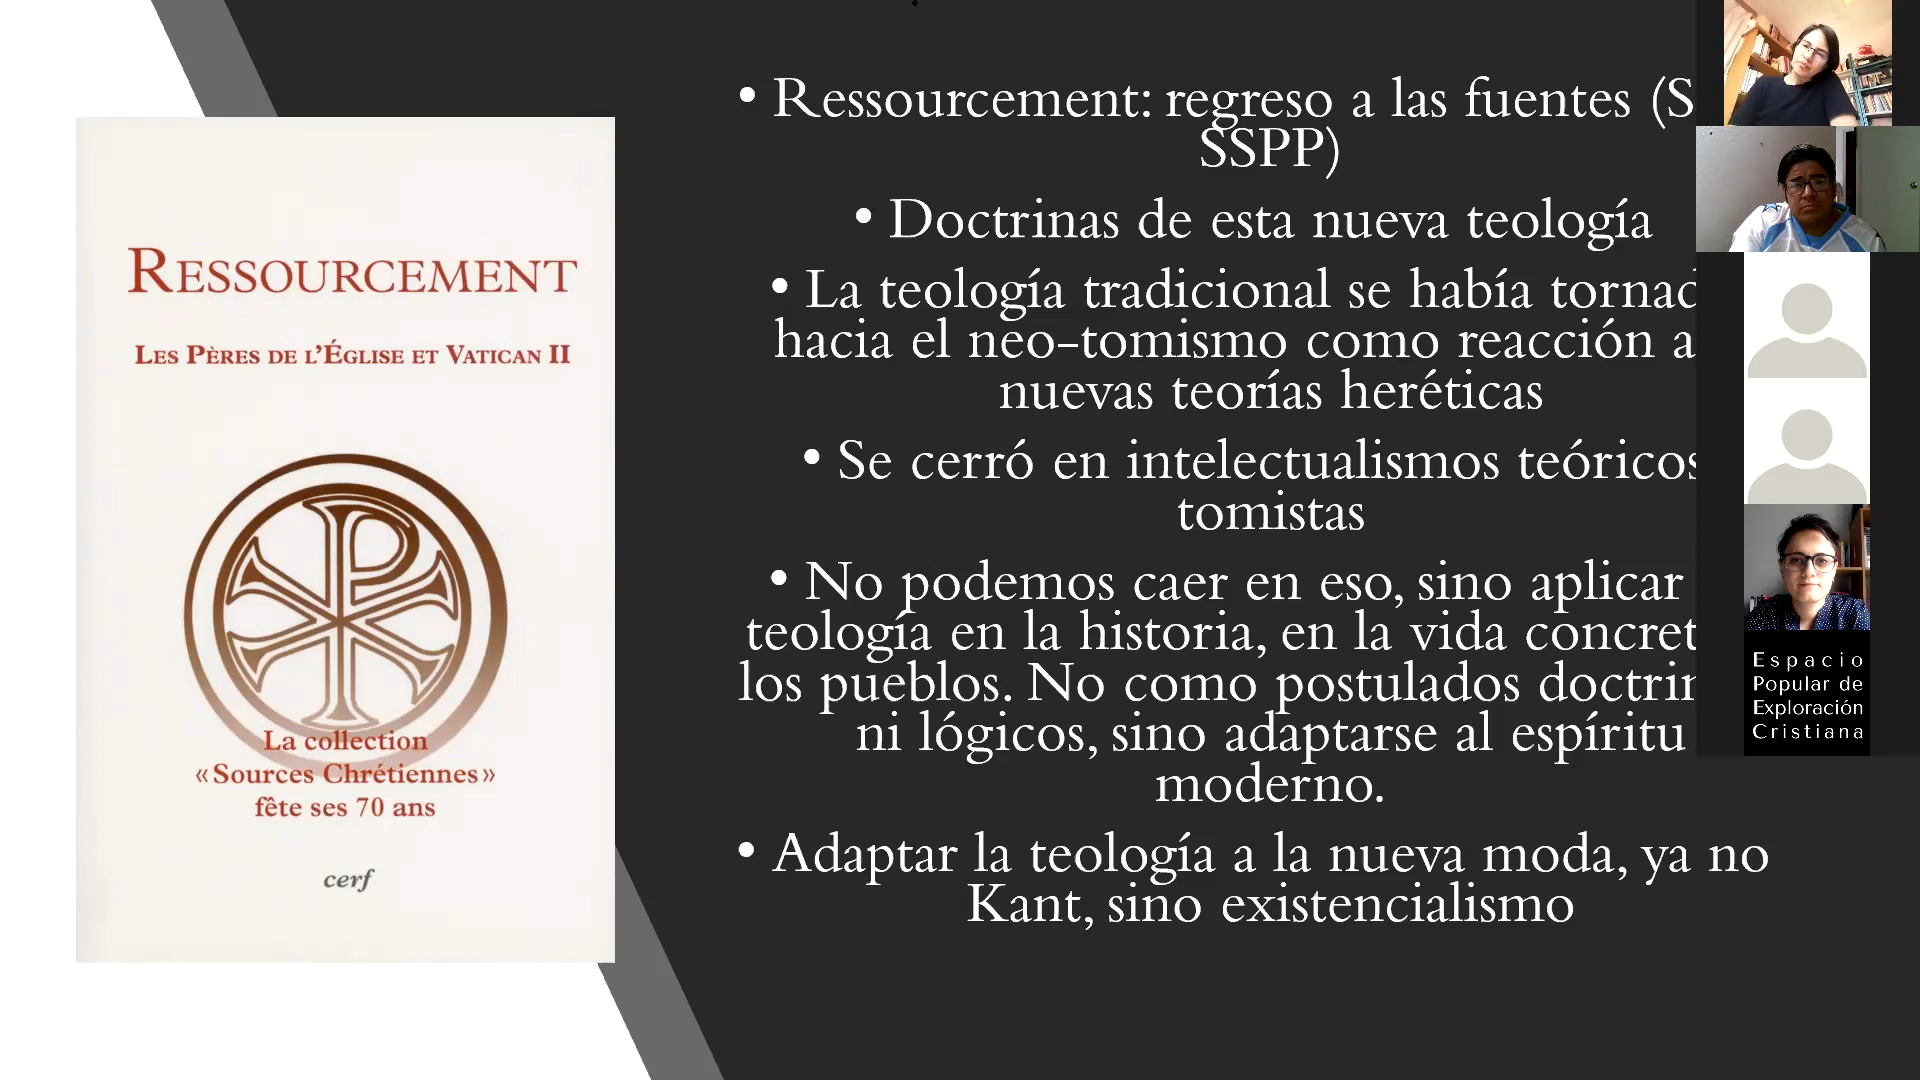 RESSOURCEMENT
LES PÈRES DE L'ÉGLISE ET VATICAN II
La collection
«Sources Chrétiennes»
fête ses 70 ans
cerf
• Ressourcement: regreso a las fuentes (S
SSPP)
• Doctrinas de esta nueva teología
• La teología tradicional se había
hacia el neo-tomismo como reacción a
nuevas teorías heréticas
• Se cerró en intelectualismos teóricos
tomistas
• No podemos caer en eso, sino aplicar
teología en la historia, en la vida
los pueblos. No como postulados
ni lógicos, sino adaptarse al espíritu
moderno.
• Adaptar la teología a la nueva moda, ya no
Kant, sino existencialismo
Espacio
Popular de
Exploración
Cristiana